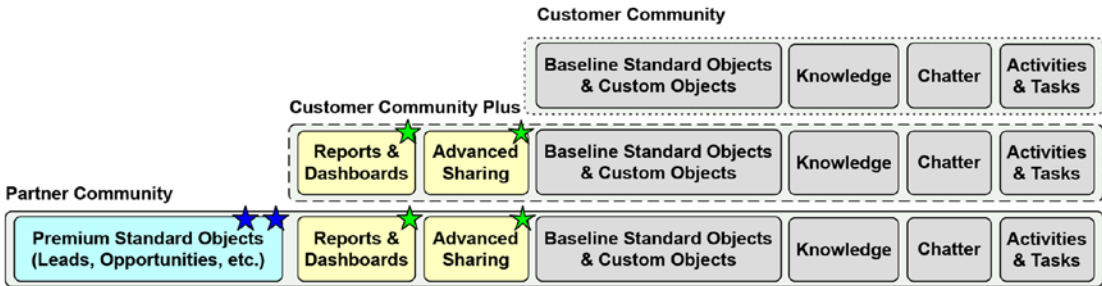 Customer Community
Baseline Standard Objects
& Custom Objects
Knowledge
Chatter
Activities
& Tasks
Customer Community Plus
Reports &
Dashboards
Advanced
Sharing
Baseline Standard Objects
& Custom Objects
Knowledge
Chatter
Activities
& Tasks
Partner Community
Premium Standard Objects
(Leads, Opportunities, etc.)
Reports &
Dashboards
Advanced
Sharing
Baseline Standard Objects
& Custom Objects
Knowledge
Chatter
Activities
& Tasks